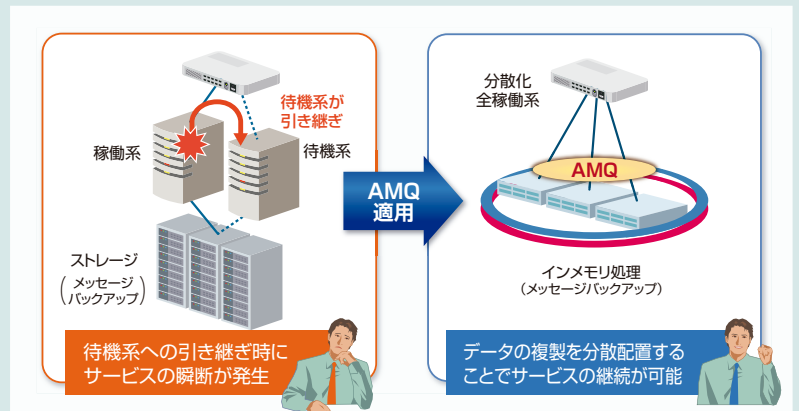 待機系が
引き継ぎ
稼働系
待機系
ストレージ
(メッセージ
バックアップ)
待機系への引き継ぎ時に
サービスの瞬断が発生
AMQ
適用
分散化
全稼働系
AMQ
インメモリ処理
(メッセージバックアップ)
データの複製を分散配置する
ことでサービスの継続が可能